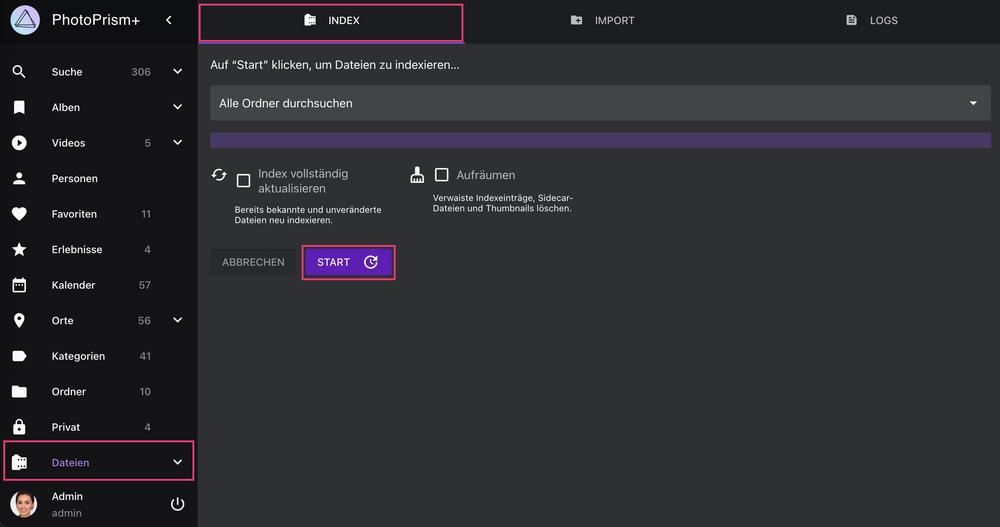 PhotoPrism+
Suche 306
Alben
Videos 5
Personen
Favoriten 11
Erlebnisse 4
Kalender 57
Orte 56
Kategorien 41
Ordner 10
Privat 4
Dateien
Admin
admin
INDEX
IMPORT
LOGS
Auf “Start” klicken, um Dateien zu indexieren...
Alle Ordner durchsuchen
Index vollständig
aktualisieren
Bereits bekannte und unveränderte
Dateien neu indexieren.
Aufräumen
Verwaiste Indexeinträge, Sidecar-
Dateien und Thumbnails löschen.
ABBRECHEN
START